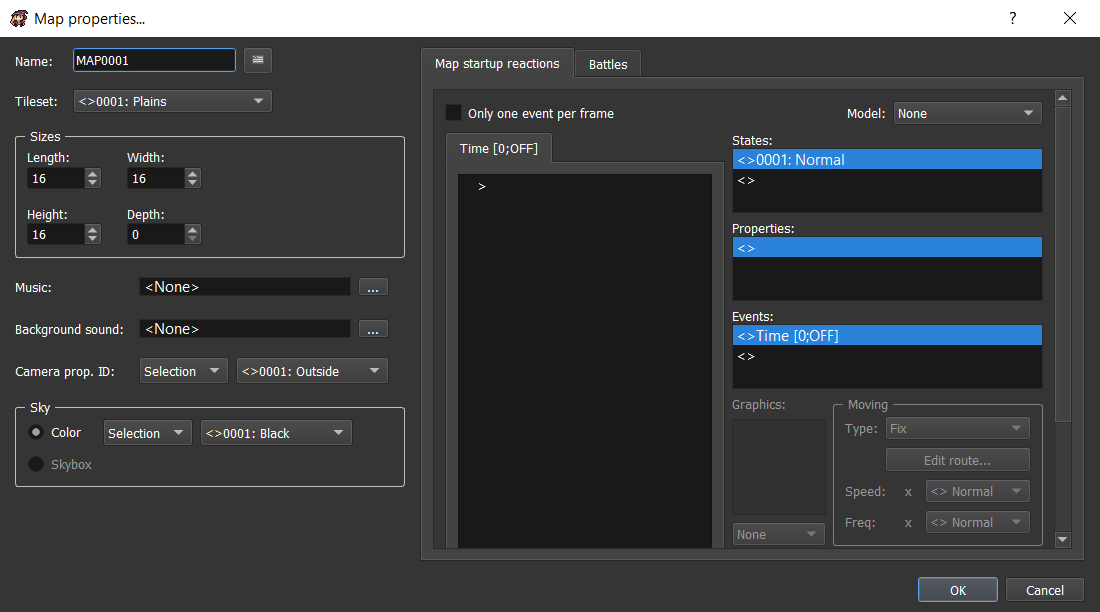 Map properties...
?
Name:
MAP0001
Tileset:
<>0001: Plains
Sizes
Length:
Width:
16
16
Height:
Depth:
16
0
Music:
<None>
...
Background sound:
<None>
...
Camera prop. ID:
Selection
<>0001: Outside
Sky
Color
Selection
<>0001: Black
Skybox
Map startup reactions
Battles
Only one event per frame
Model:
None
Time [0;OFF]
>
States:
<>0001: Normal
<>
Properties:
<>
Events:
<>Time [0;OFF]
<>
Graphics:
None
Moving
Type:
Fix
Edit route...
Speed:
x
<> Normal
Freq:
x
<> Normal
OK
Cancel